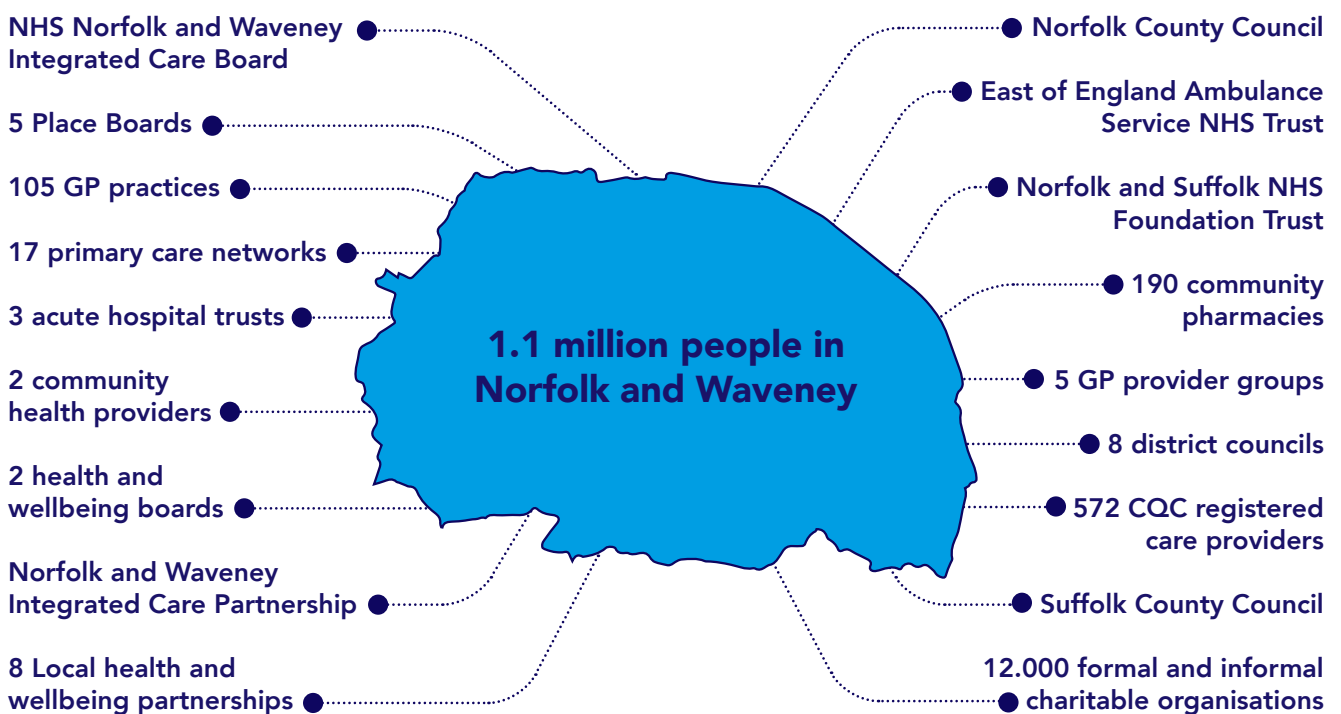 NHS Norfolk and Waveney
Integrated Care Board
5 Place Boards
105 GP practices
17 primary care networks
3 acute hospital trusts
2 community
health providers
2 health and
wellbeing boards
Norfolk and Waveney
Integrated Care Partnership
8 Local health and
wellbeing partnerships
1.1 million people in
Norfolk and Waveney
Norfolk County Council
East of England Ambulance
Service NHS Trust
Norfolk and Suffolk NHS
Foundation Trust
190 community
pharmacies
5 GP provider groups
8 district councils
572 CQC registered
care providers
Suffolk County Council
12.000 formal and informal
charitable organisations